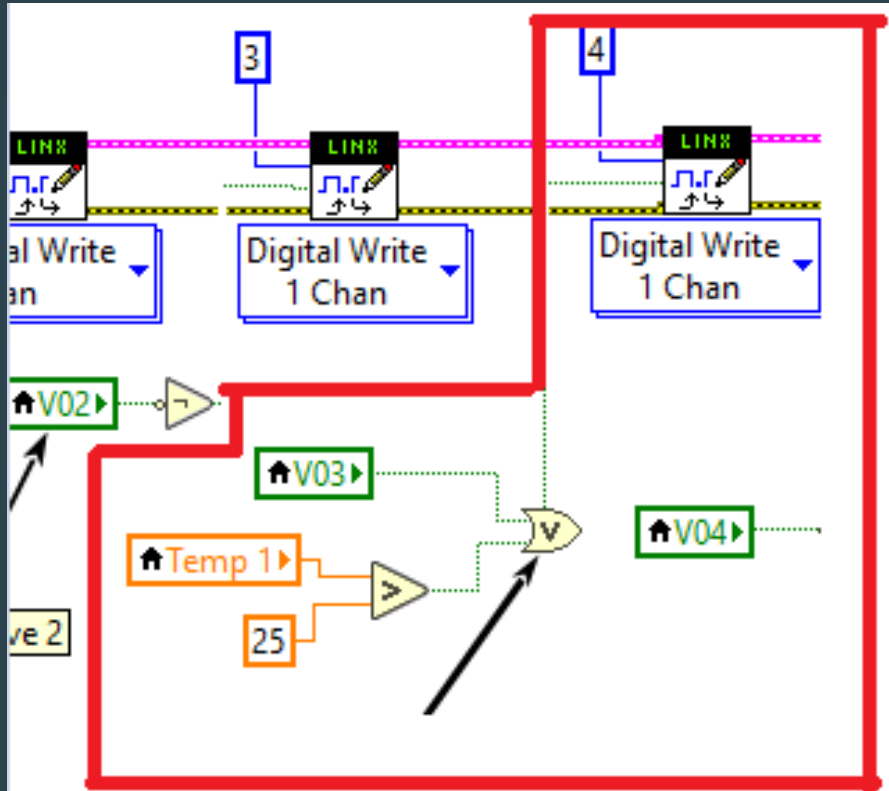 3
4
LINX
LINX
LINX
al Write
an
Digital Write
1 Chan
Digital Write
1 Chan
V02
V03
V
V04
Temp 1
>
25
ve 2